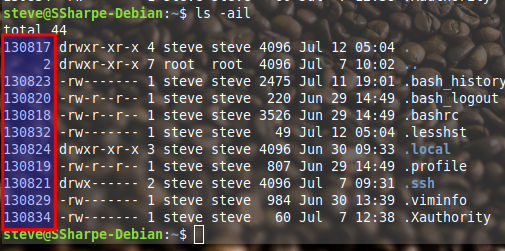 steve@SSharpe-Debian:~$ ls -ail
total 44
130817 drwxr-xr-x 4 steve steve 4096 Jul 12 05:04 .
2 drwxr-xr-x 7 root root 4096 Jul 7 10:02 ..
130823 -rw------- 1 steve steve 2475 Jul 11 19:01 .bash_history
130820 -rw-r--r-- 1 steve steve 220 Jun 29 14:49 .bash_logout
130818 -rw-r--r-- 1 steve steve 3526 Jun 29 14:49 .bashrc
130832 -rw------- 1 steve steve 49 Jul 12 05:04 .lesshst
130824 drwxr-xr-x 3 steve steve 4096 Jun 30 09:33 .local
130819 -rw-r--r-- 1 steve steve 807 Jun 29 14:49 .profile
130821 drwx------ 2 steve steve 4096 Jul 7 09:31 .ssh
130829 -rw------- 1 steve steve 984 Jun 30 13:39 .viminfo
130834 -rw------- 1 steve steve 60 Jul 7 12:38 .Xauthority
steve@SSharpe-Debian:~$